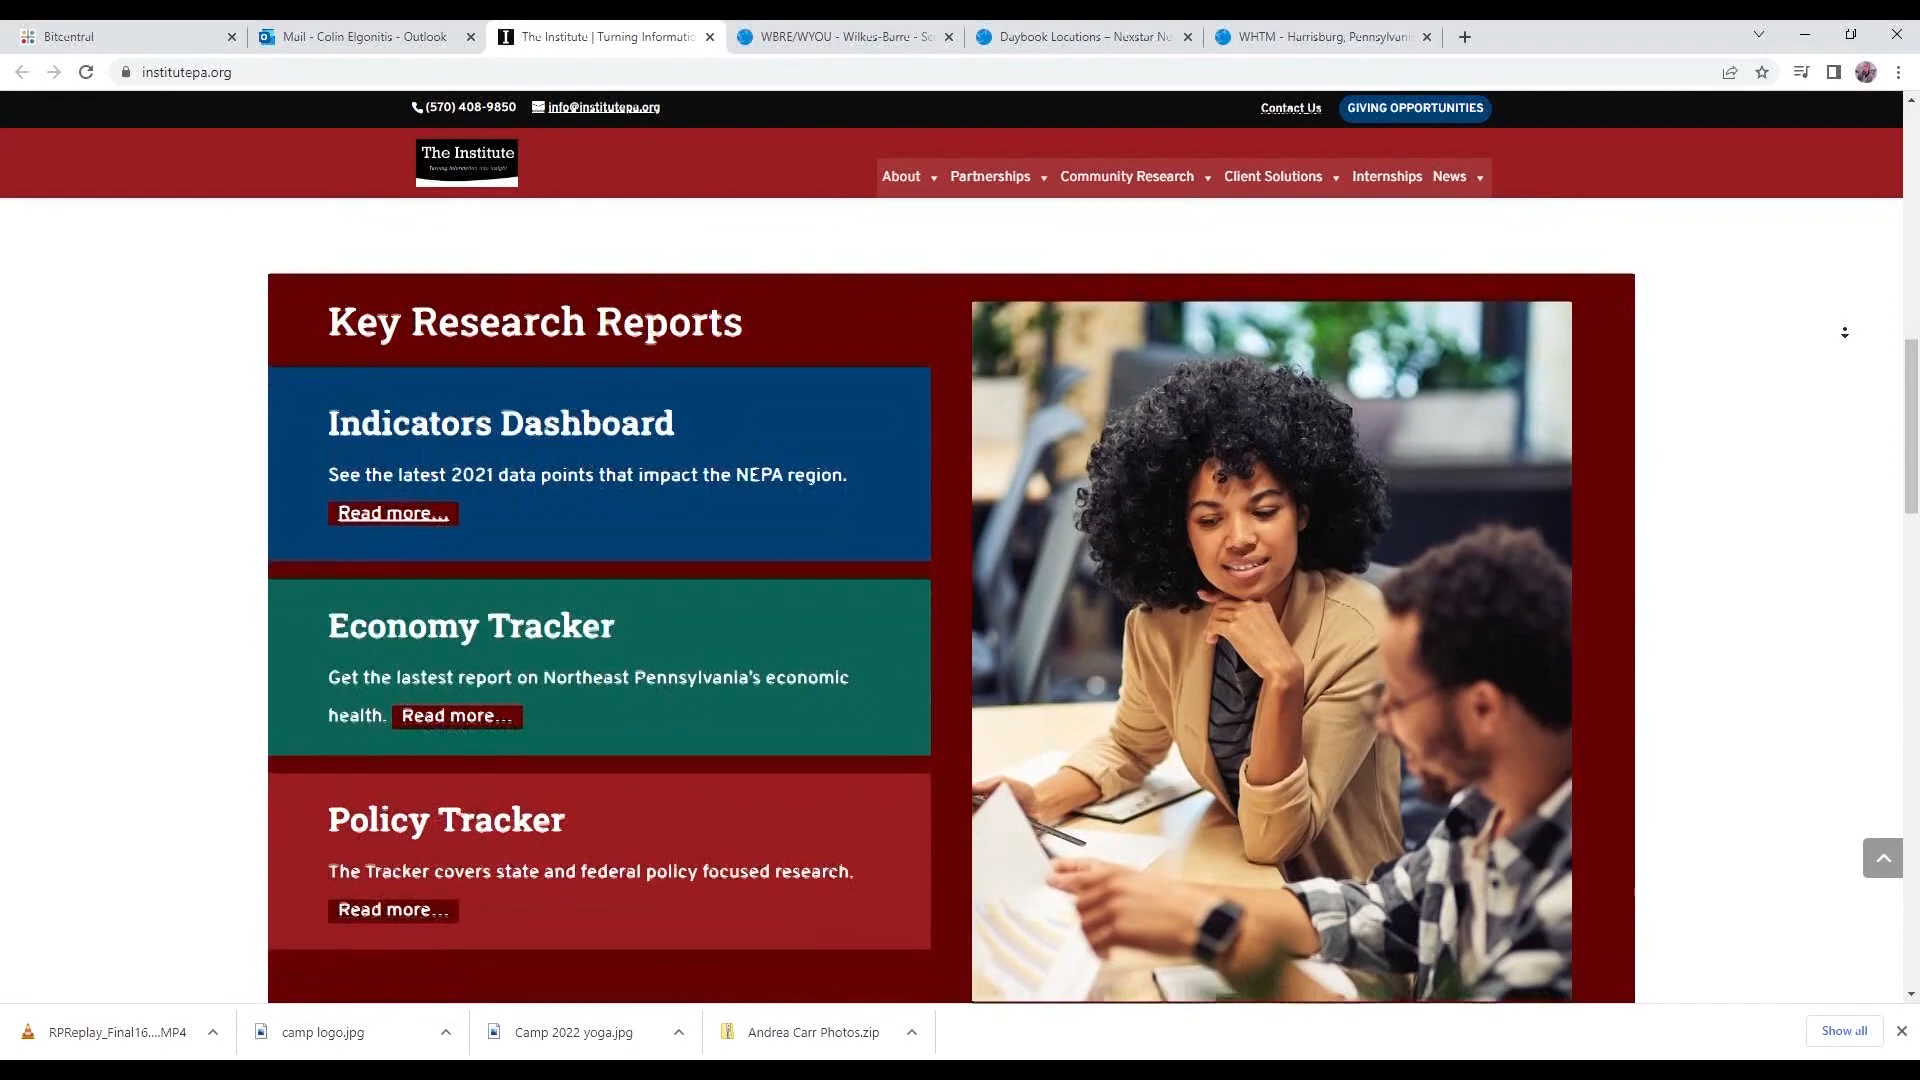 Bitcentral
Mail - Colin Elgonitis - Outlook
The Institute | Turning Informatio
WBRE/WYOU - Wilkes-Barre - Sc
Daybook Locations – Nexstar Ne
WHTM - Harrisburg, Pennsylvani
institutepa.org
(570) 408-9850
info@institutepa.org
Contact Us
GIVING OPPORTUNITIES
The Institute
Turning Information into Insight
About
Partnerships
Community Research
Client Solutions
Internships
News
Key Research Reports
Indicators Dashboard
See the latest 2021 data points that impact the NEPA region.
Read more...
Economy Tracker
Get the lastest report on Northeast Pennsylvania's economic
health. Read more...
Policy Tracker
The Tracker covers state and federal policy focused research.
Read more...
RPReplay_Final16....MP4
camp logo.jpg
Camp 2022 yoga.jpg
Andrea Carr Photos.zip
Show all